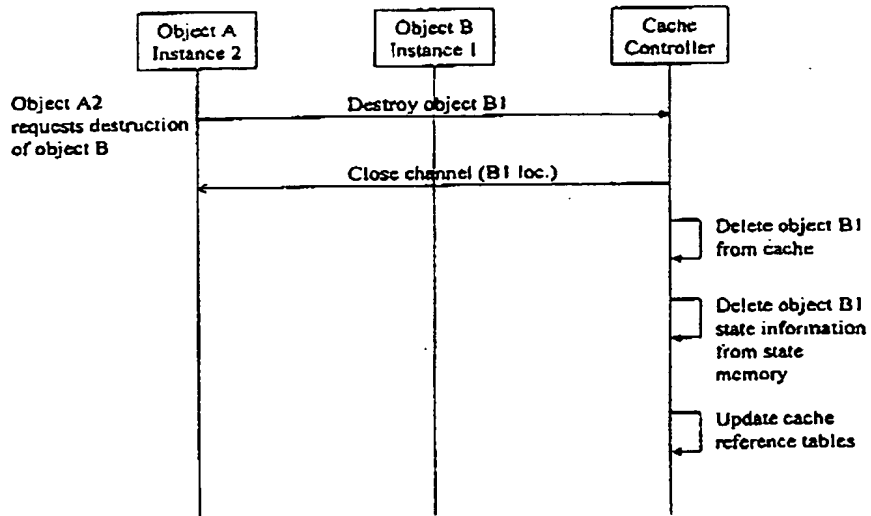 Object A
Instance 2
Object B
Instance 1
Cache
Controller
Object A2
requests destruction
of object B
Destroy object B1
Close channel (B1 loc.)
Delete object B1
from cache
Delete object B1
state information
from state
memory
Update cache
reference tables